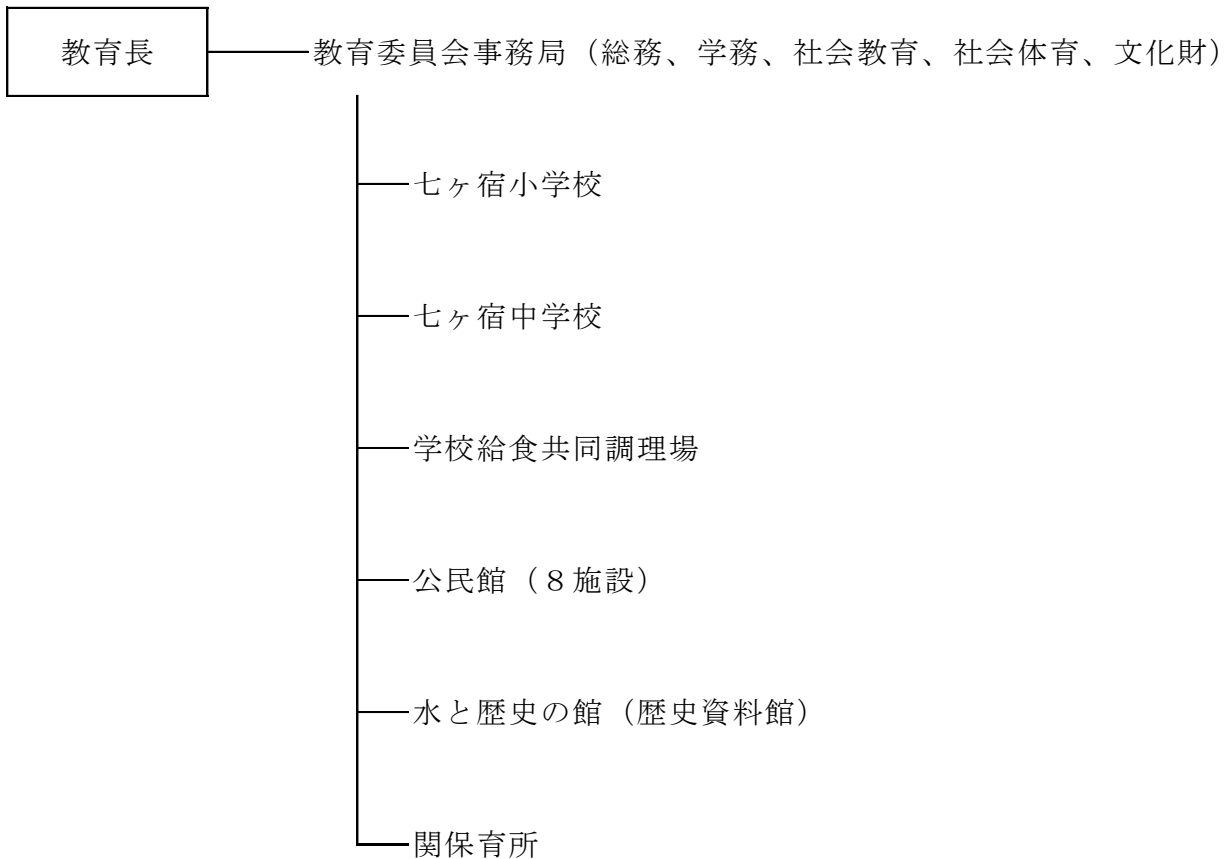 教育長
教育委員会事務局（総務、学務、社会教育、社会体育、文化財）
七ヶ宿小学校
七ヶ宿中学校
学校給食共同調理場
公民館（８施設）
水と歴史の館（歴史資料館）
関保育所